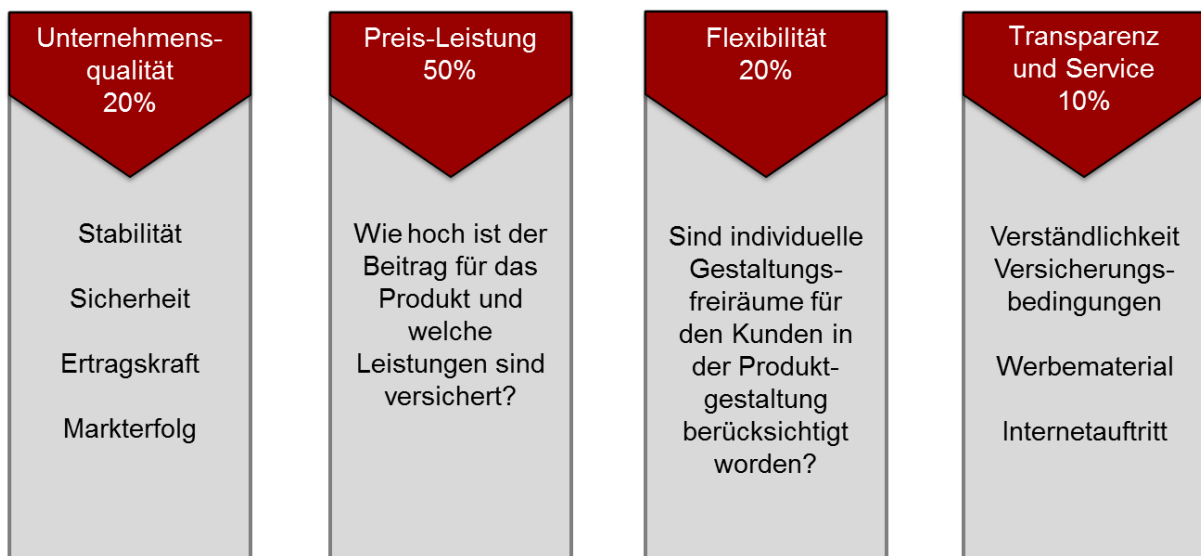 Unternehmens-
qualität
20%
Stabilität
Sicherheit
Ertragskraft
Markterfolg
Preis-Leistung
50%
Wie hoch ist der
Beitrag für das
Produkt und
welche
Leistungen sind
versichert?
Flexibilität
20%
Sind individuelle
Gestaltungs-
freiräume für
den Kunden in
der Produkt-
gestaltung
berücksichtigt
worden?
Transparenz
und Service
10%
Verständlichkeit
Versicherungs-
bedingungen
Werbematerial
Internetauftritt